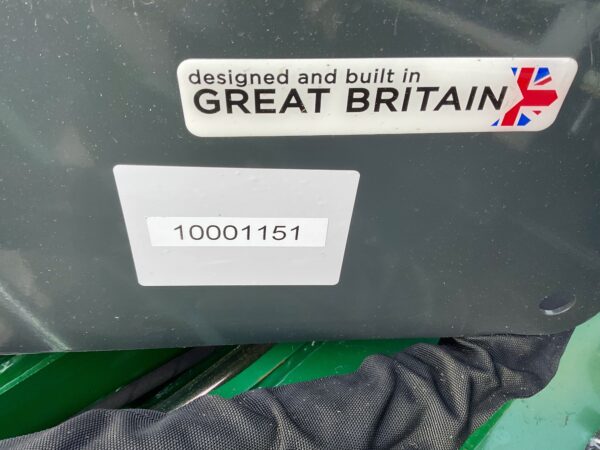 designed and built in
GREAT BRITAIN
10001151